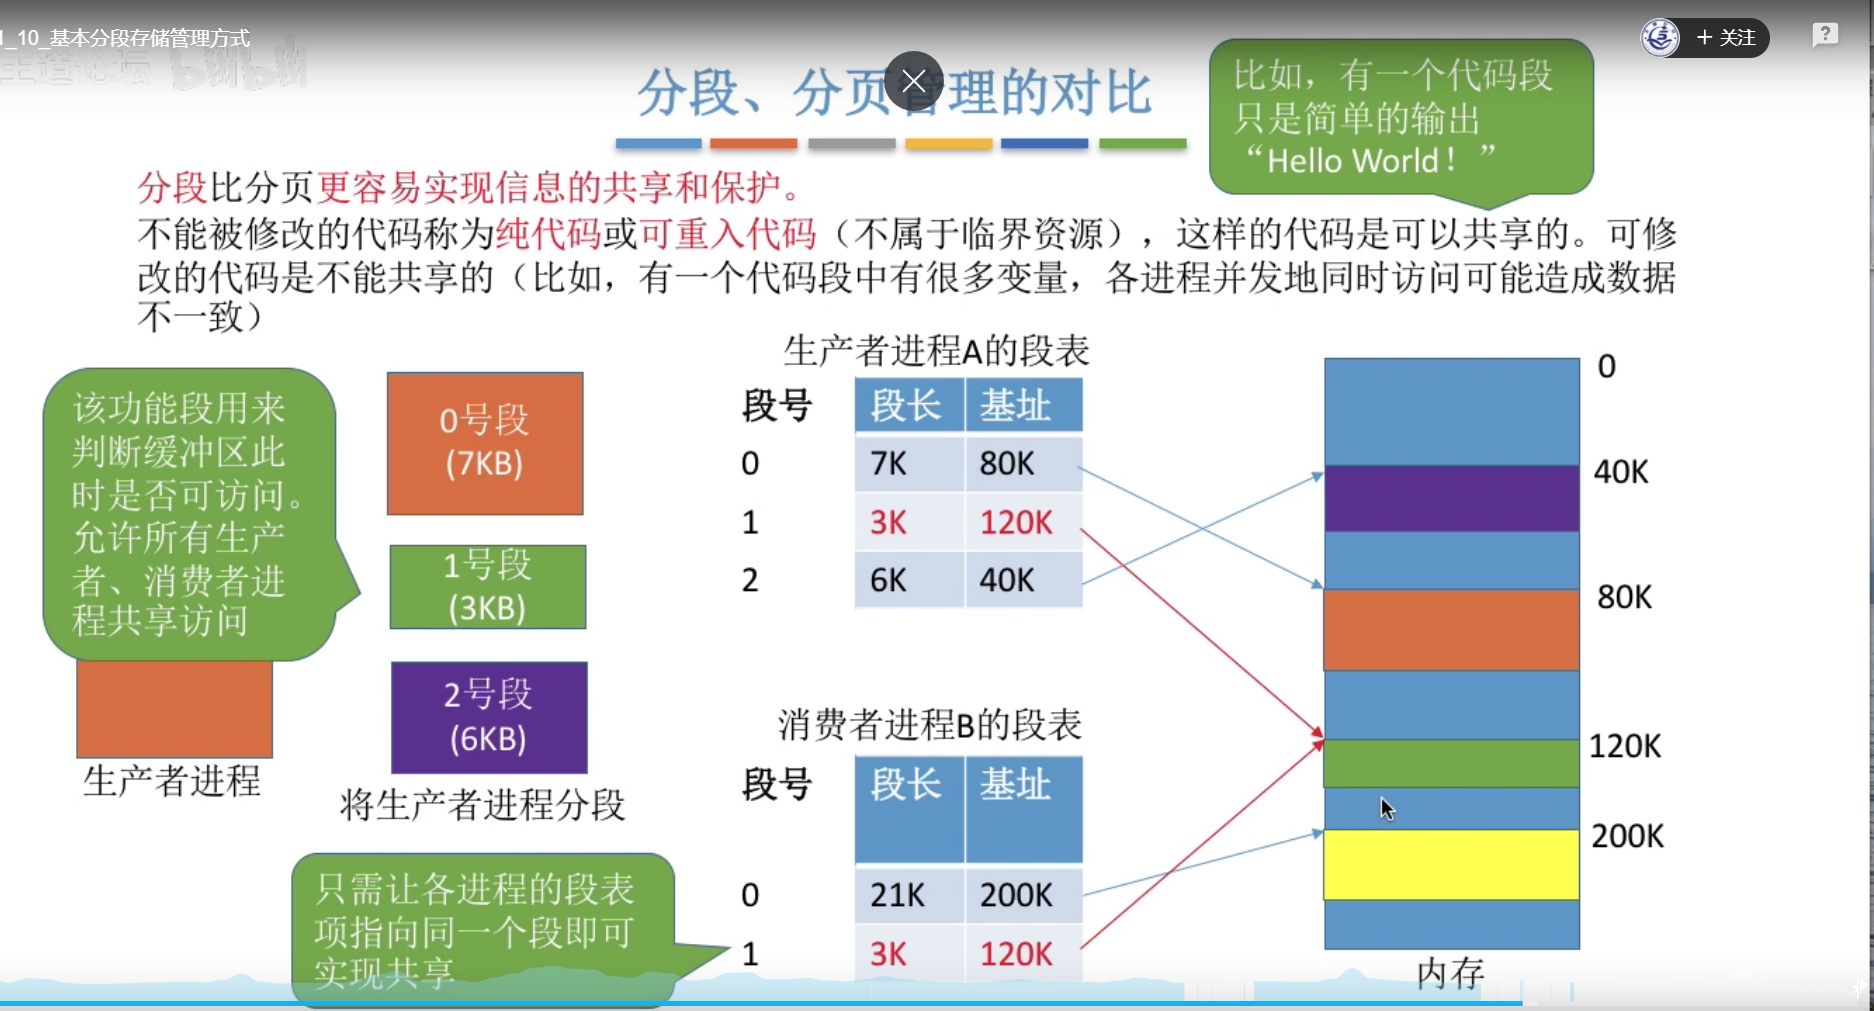 1_10_基本分段存储管理方式
王道论坛 bilibili
+ 关注
?
分段、分页管理的对比
比如，有一个代码段
只是简单的输出
“Hello World！”
分段比分页更容易实现信息的共享和保护。
不能被修改的代码称为纯代码或可重入代码（不属于临界资源），这样的代码是可以共享的。可修
改的代码是不能共享的（比如，有一个代码段中有很多变量，各进程并发地同时访问可能造成数据
不一致）
该功能段用来
判断缓冲区此
时是否可访问。
允许所有生产
者、消费者进
程共享访问
生产者进程
0号段
(7KB)
1号段
(3KB)
2号段
(6KB)
将生产者进程分段
生产者进程A的段表
段号 段长 基址
0 7K 80K
1 3K 120K
2 6K 40K
消费者进程B的段表
段号 段长 基址
0 21K 200K
1 3K 120K
只需让各进程的段表
项指向同一个段即可
实现共享
0
40K
80K
120K
200K
内存